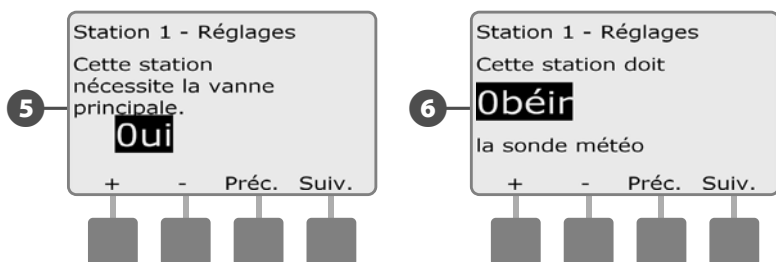 5
Station 1 - Réglages
Cette station
nécessite la vanne
principale.
Oui
+ - Préc. Suiv.
6
Station 1 - Réglages
Cette station doit
Obéir
la sonde météo
+ - Préc. Suiv.